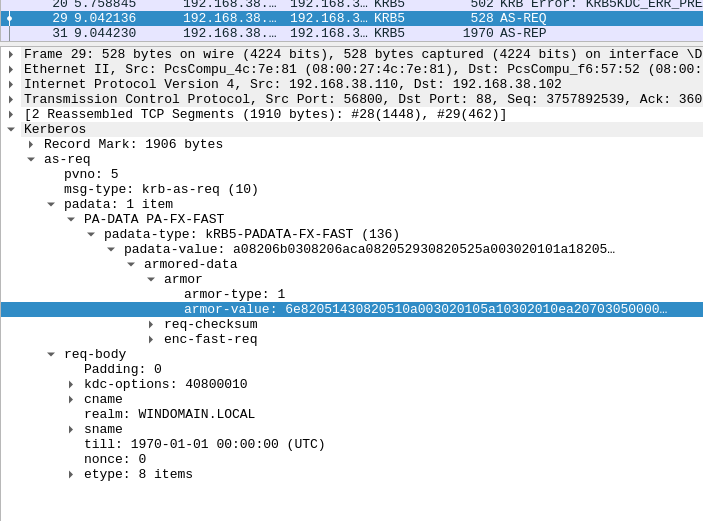 20 5.758845 192.168.38.… 192.168.3… KRB5 502 KRB Error: KRB5KDC_ERR_PRE
29 9.042136 192.168.38.… 192.168.3… KRB5 528 AS-REQ
31 9.044230 192.168.38.… 192.168.3… KRB5 1970 AS-REP
Frame 29: 528 bytes on wire (4224 bits), 528 bytes captured (4224 bits) on interface \D
Ethernet II, Src: PcsCompu_4c:7e:81 (08:00:27:4c:7e:81), Dst: PcsCompu_f6:57:52 (08:00:
Internet Protocol Version 4, Src: 192.168.38.110, Dst: 192.168.38.102
Transmission Control Protocol, Src Port: 56800, Dst Port: 88, Seq: 3757892539, Ack: 360
[2 Reassembled TCP Segments (1910 bytes): #28(1448), #29(462)]
Kerberos
Record Mark: 1906 bytes
as-req
pvno: 5
msg-type: krb-as-req (10)
padata: 1 item
PA-DATA PA-FX-FAST
padata-type: kRB5-PADATA-FX-FAST (136)
padata-value: a08206b0308206aca082052930820525a003020101a18205…
armored-data
armor
armor-type: 1
armor-value: 6e82051430820510a003020105a10302010ea20703050000…
req-checksum
enc-fast-req
req-body
Padding: 0
kdc-options: 40800010
cname
realm: WINDOMAIN.LOCAL
sname
till: 1970-01-01 00:00:00 (UTC)
nonce: 0
etype: 8 items